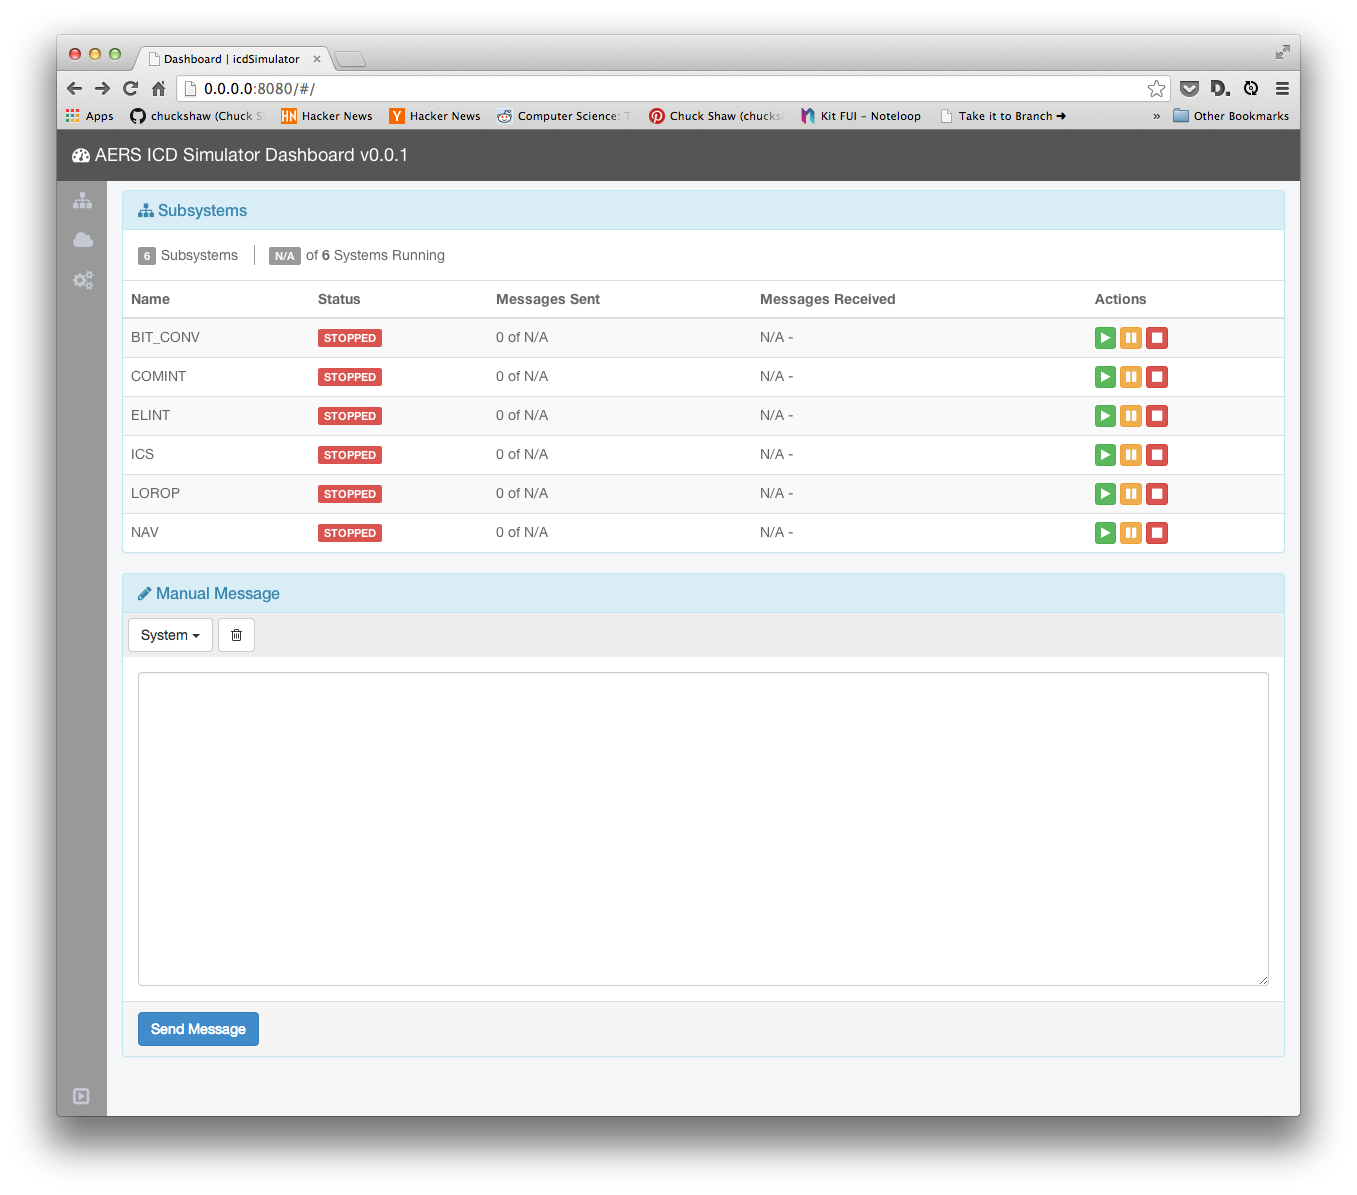 Dashboard | icdSimulator
0.0.0.0:8080/#/
Apps chuckshaw (Chuck S HN Hacker News Y Hacker News Computer Science: T Chuck Shaw (chucks Kit FUI – Noteloop Take it to Branch ➜ » Other Bookmarks
AERS ICD Simulator Dashboard v0.0.1
Subsystems
6 Subsystems N/A of 6 Systems Running
Name Status Messages Sent Messages Received Actions
BIT_CONV STOPPED 0 of N/A N/A -
COMINT STOPPED 0 of N/A N/A -
ELINT STOPPED 0 of N/A N/A -
ICS STOPPED 0 of N/A N/A -
LOROP STOPPED 0 of N/A N/A -
NAV STOPPED 0 of N/A N/A -
Manual Message
System
Send Message